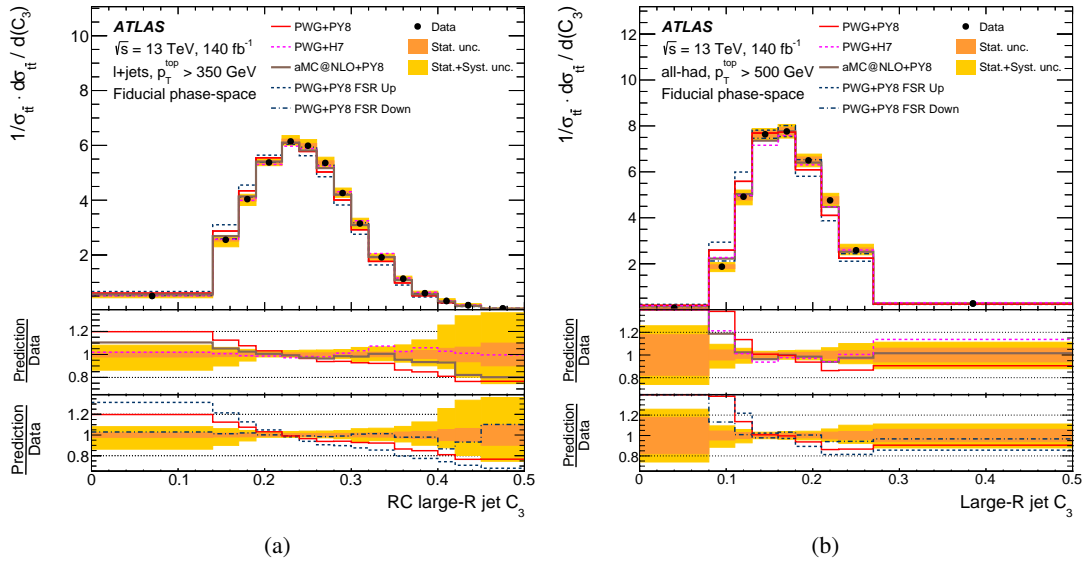 ATLAS
√s = 13 TeV, 140 fb⁻¹
l+jets, p_T^top > 350 GeV
Fiducial phase-space
PWG+PY8
PWG+H7
aMC@NLO+PY8
PWG+PY8 FSR Up
PWG+PY8 FSR Down
Data
Stat. unc.
Stat.+Syst. unc.
1/σ_tt̄ · dσ_tt̄ / d(C₃)
10
8
6
4
2
Prediction
Data
1.2
1
0.8
Prediction
Data
1.2
1
0.8
0 0.1 0.2 0.3 0.4 0.5
RC large-R jet C₃
(a)
ATLAS
√s = 13 TeV, 140 fb⁻¹
all-had, p_T^top > 500 GeV
Fiducial phase-space
PWG+PY8
PWG+H7
aMC@NLO+PY8
PWG+PY8 FSR Up
PWG+PY8 FSR Down
Data
Stat. unc.
Stat.+Syst. unc.
1/σ_tt̄ · dσ_tt̄ / d(C₃)
12
10
8
6
4
2
Prediction
Data
1.2
1
0.8
Prediction
Data
1.2
1
0.8
0 0.1 0.2 0.3 0.4 0.5
Large-R jet C₃
(b)